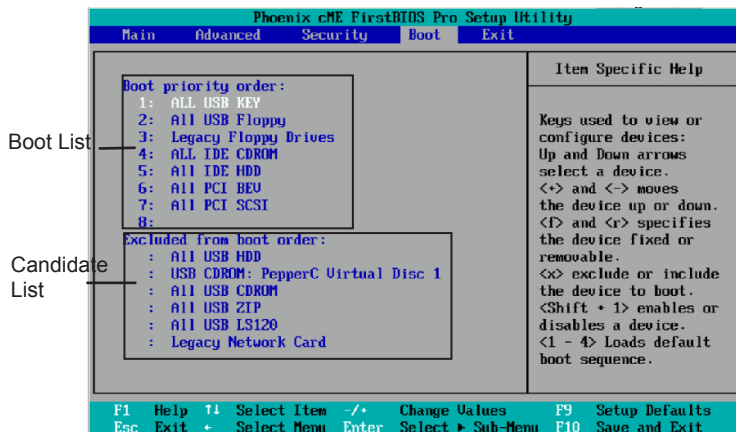 Phoenix cME FirstBIOS Pro Setup Utility
Main Advanced Security Boot Exit
Item Specific Help
Boot priority order:
1: ALL USB KEY
2: All USB Floppy
3: Legacy Floppy Drives
4: ALL IDE CDROM
5: All IDE HDD
6: All PCI BEV
7: All PCI SCSI
8:
Boot List
Excluded from boot order:
: All USB HDD
: USB CDROM: PepperC Virtual Disc 1
: All USB CDROM
: All USB ZIP
: All USB LS120
: Legacy Network Card
Candidate
List
Keys used to view or
configure devices:
Up and Down arrows
select a device.
<+> and <-> moves
the device up or down.
<f> and <r> specifies
the device fixed or
removable.
<x> exclude or include
the device to boot.
<Shift + 1> enables or
disables a device.
<1 - 4> Loads default
boot sequence.
F1 Help ↑↓ Select Item -/+ Change Values F9 Setup Defaults
Esc Exit ← Select Menu Enter Select ▶ Sub-Menu F10 Save and Exit